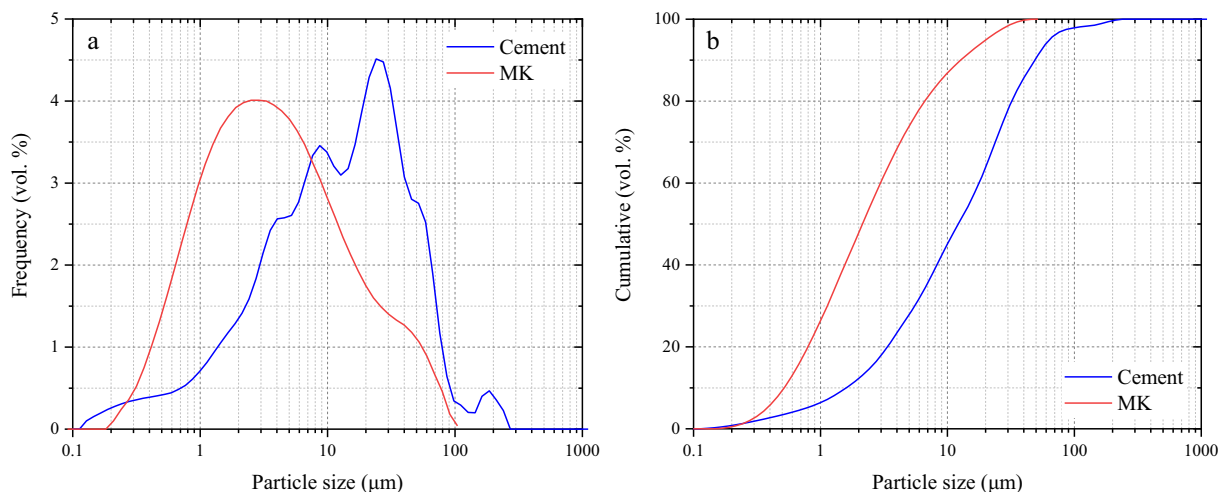 a
Cement
MK
5
4
3
2
1
0
Frequency (vol. %)
0.1 1 10 100 1000
Particle size (μm)
b
100
80
60
40
20
0
Cumulative (vol. %)
Cement
MK
0.1 1 10 100 1000
Particle size (μm)